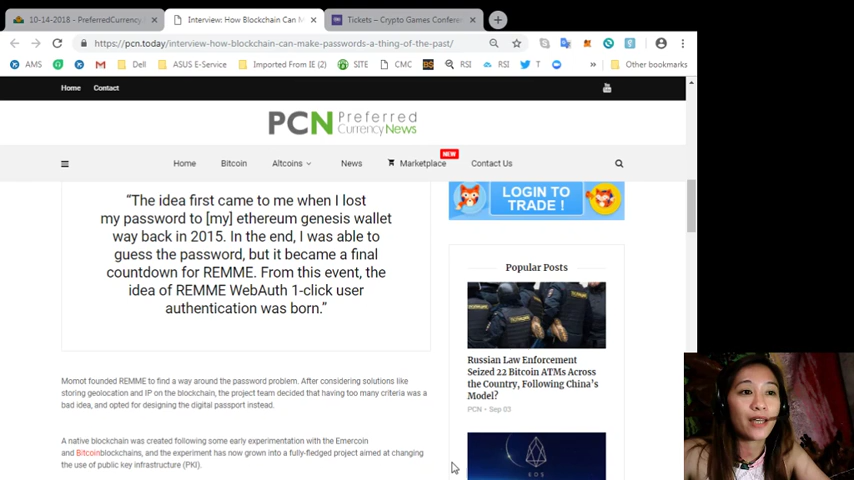 10-14-2018 - PreferredCurrency
Interview: How Blockchain Can M
Tickets – Crypto Games Confere
https://pcn.today/interview-how-blockchain-can-make-passwords-a-thing-of-the-past/
AMS
Dell
ASUS E-Service
Imported From IE (2)
SITE
CMC
BS
RSI
RSI
T
»
Other bookmarks
Home
Contact
PCN Preferred
CurrencyNews
NEW
Home
Bitcoin
Altcoins
News
Marketplace
Contact Us
“The idea first came to me when I lost
my password to [my] ethereum genesis wallet
way back in 2015. In the end, I was able to
guess the password, but it became a final
countdown for REMME. From this event, the
idea of REMME WebAuth 1-click user
authentication was born.”
Momot founded REMME to find a way around the password problem. After considering solutions like
storing geolocation and IP on the blockchain, the project team decided that having too many criteria was a
bad idea, and opted for designing the digital passport instead.
A native blockchain was created following some early experimentation with the Emercoin
and Bitcoinblockchains, and the experiment has now grown into a fully-fledged project aimed at changing
the use of public key infrastructure (PKI).
LOGIN TO
TRADE !
Popular Posts
Russian Law Enforcement
Seized 22 Bitcoin ATMs Across
the Country, Following China’s
Model?
PCN - Sep 03
EOS